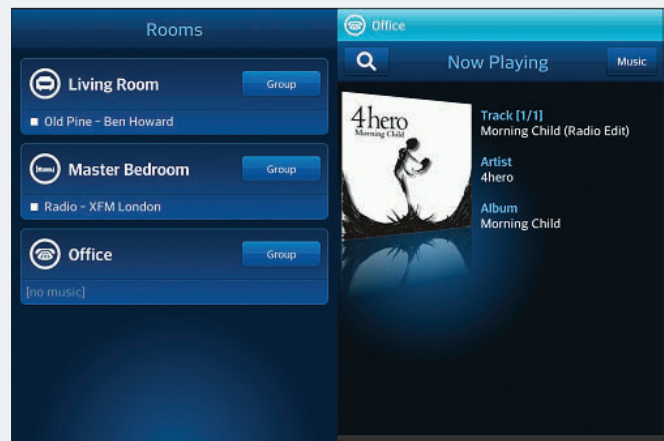 Rooms
Living Room
Group
Old Pine - Ben Howard
Master Bedroom
Group
Radio - XFM London
Office
Group
[no music]
Office
Now Playing
Music
4hero
Morning Child
Track [1/1]
Morning Child (Radio Edit)
Artist
4hero
Album
Morning Child